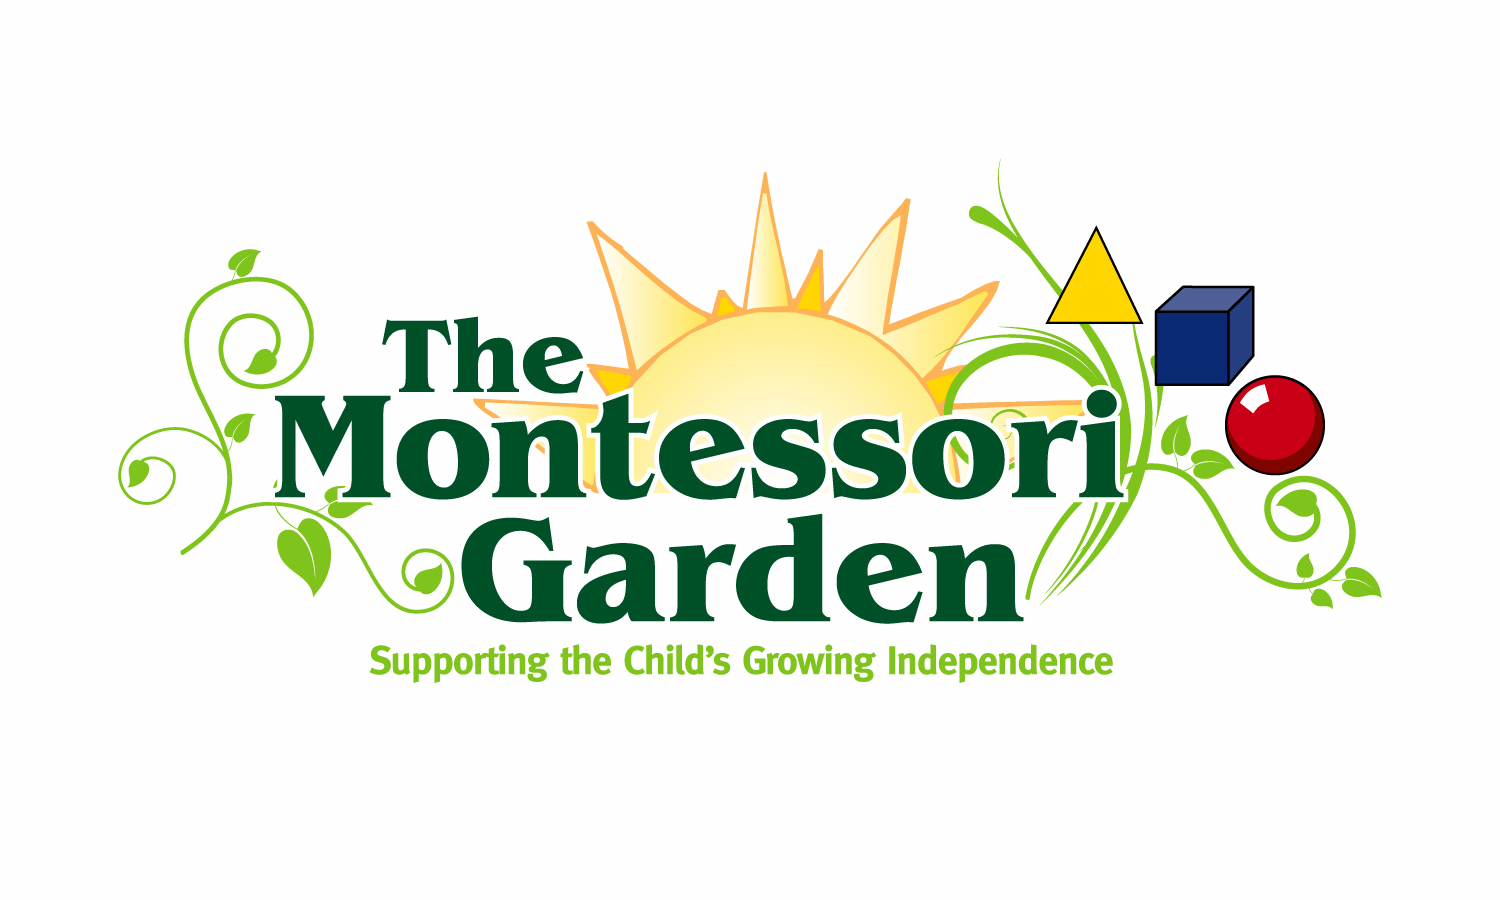 The
Montessori
Garden
Supporting the Child’s Growing Independence